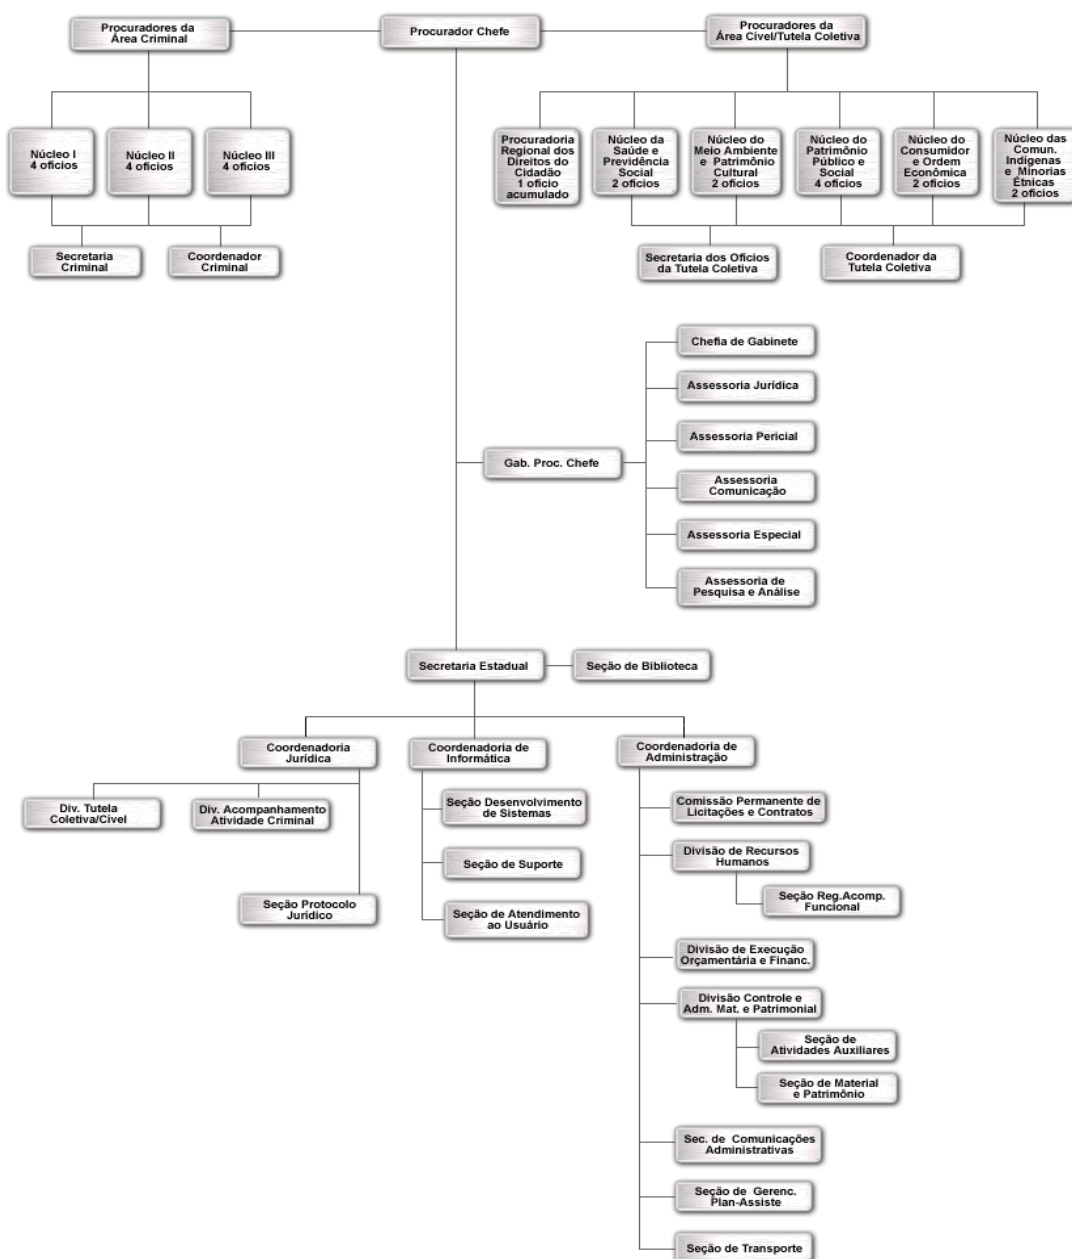 Procuradores da
Área Criminal
Procurador Chefe
Procuradores da
Área Cível/Tutela Coletiva
Núcleo I
4 ofícios
Núcleo II
4 ofícios
Núcleo III
4 ofícios
Procuradoria
Regional dos
Direitos do
Cidadão
1 ofício
acumulado
Núcleo da
Saúde e
Previdência
Social
2 ofícios
Núcleo do
Meio Ambiente
e Patrimônio
Cultural
2 ofícios
Núcleo do
Patrimônio
Público e
Social
4 ofícios
Núcleo do
Consumidor
e Ordem
Econômica
2 ofícios
Núcleo das
Comun.
Indígenas
e Minorias
Étnicas
2 ofícios
Secretaria
Criminal
Coordenador
Criminal
Secretaria dos Ofícios
da Tutela Coletiva
Coordenador da
Tutela Coletiva
Chefia de Gabinete
Assessoria Jurídica
Assessoria Pericial
Gab. Proc. Chefe
Assessoria
Comunicação
Assessoria Especial
Assessoria de
Pesquisa e Análise
Secretaria Estadual
Seção de Biblioteca
Coordenadoria
Jurídica
Coordenadoria de
Informática
Coordenadoria de
Administração
Div. Tutela
Coletiva/Cível
Div. Acompanhamento
Atividade Criminal
Seção Protocolo
Jurídico
Seção Desenvolvimento
de Sistemas
Seção de Suporte
Seção de Atendimento
ao Usuário
Comissão Permanente de
Licitações e Contratos
Divisão de Recursos
Humanos
Seção Reg.Acomp.
Funcional
Divisão de Execução
Orçamentária e Financ.
Divisão Controle e
Adm. Mat. e Patrimonial
Seção de
Atividades Auxiliares
Seção de Material
e Patrimônio
Sec. de Comunicações
Administrativas
Seção de Gerenc.
Plan-Assiste
Seção de Transporte